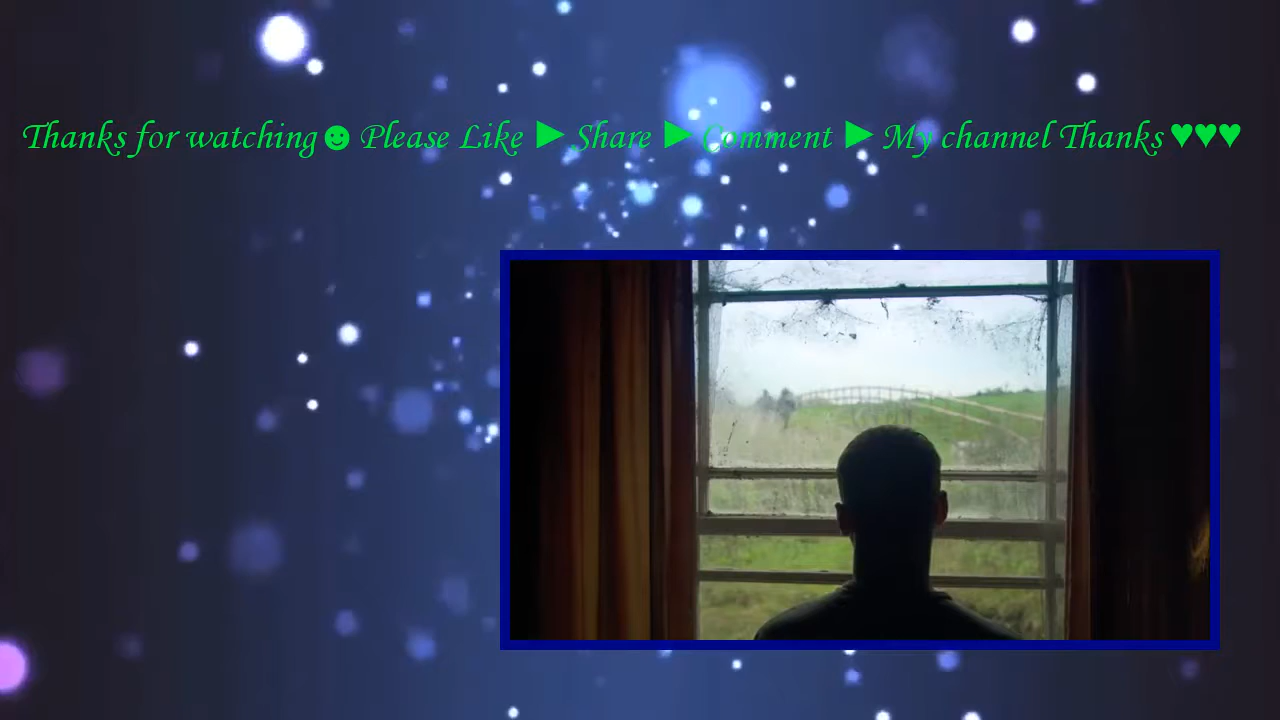 Thanks for watching☻ Please Like ► Share ► Comment ► My channel Thanks♥♥♥